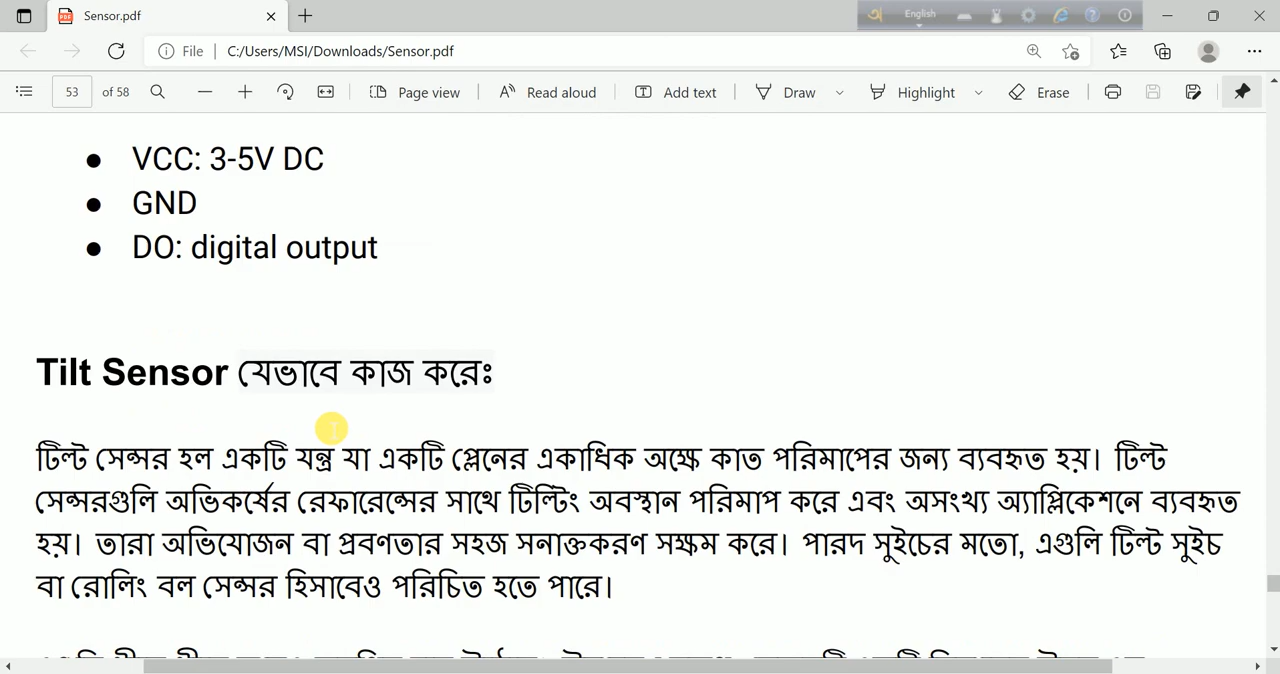 Sensor.pdf
English
File
C:/Users/MSI/Downloads/Sensor.pdf
53 of 58
Page view
Read aloud
Add text
Draw
Highlight
Erase
● VCC: 3-5V DC
● GND
● DO: digital output
Tilt Sensor যেভাবে কাজ করেঃ
টিল্ট সেন্সর হল একটি যন্ত্র যা একটি প্লেনের একাধিক অক্ষে কাত পরিমাপের জন্য ব্যবহৃত হয়। টিল্ট
সেন্সরগুলি অভিকর্ষের রেফারেন্সের সাথে টিল্টিং অবস্থান পরিমাপ করে এবং অসংখ্য অ্যাপ্লিকেশনে ব্যবহৃত
হয়। তারা অভিযোজন বা প্রবণতার সহজ সনাক্তকরণ সক্ষম করে। পারদ সুইচের মতো, এগুলি টিল্ট সুইচ
বা রোলিং বল সেন্সর হিসাবেও পরিচিত হতে পারে।